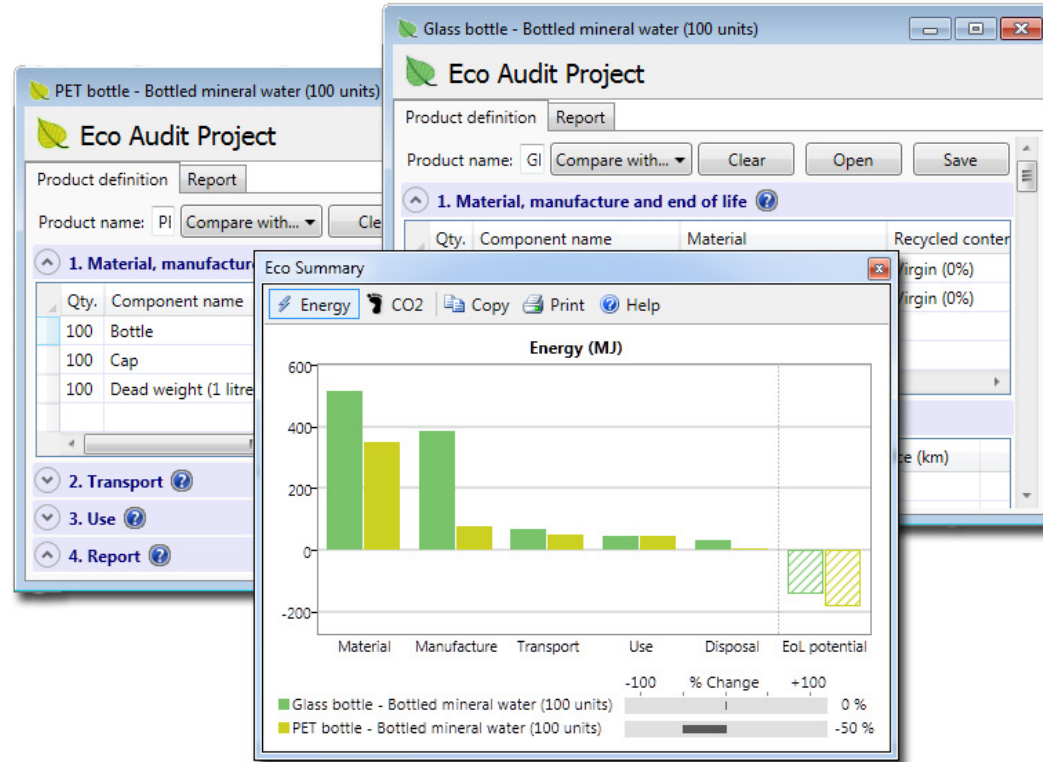 Glass bottle - Bottled mineral water (100 units)
Eco Audit Project
Product definition Report
Product name: Gl Compare with... Clear Open Save
1. Material, manufacture and end of life
Qty. Component name Material Recycled conter
Virgin (0%)
Virgin (0%)
ce (km)
PET bottle - Bottled mineral water (100 units)
Eco Audit Project
Product definition Report
Product name: Pl Compare with... Cle
1. Material, manufactur
Qty. Component name
100 Bottle
100 Cap
100 Dead weight (1 litre
2. Transport
3. Use
4. Report
Eco Summary
Energy CO2 Copy Print Help
Energy (MJ)
600
400
200
0
-200
Material Manufacture Transport Use Disposal EoL potential
-100 % Change +100
Glass bottle - Bottled mineral water (100 units) 0 %
PET bottle - Bottled mineral water (100 units) -50 %